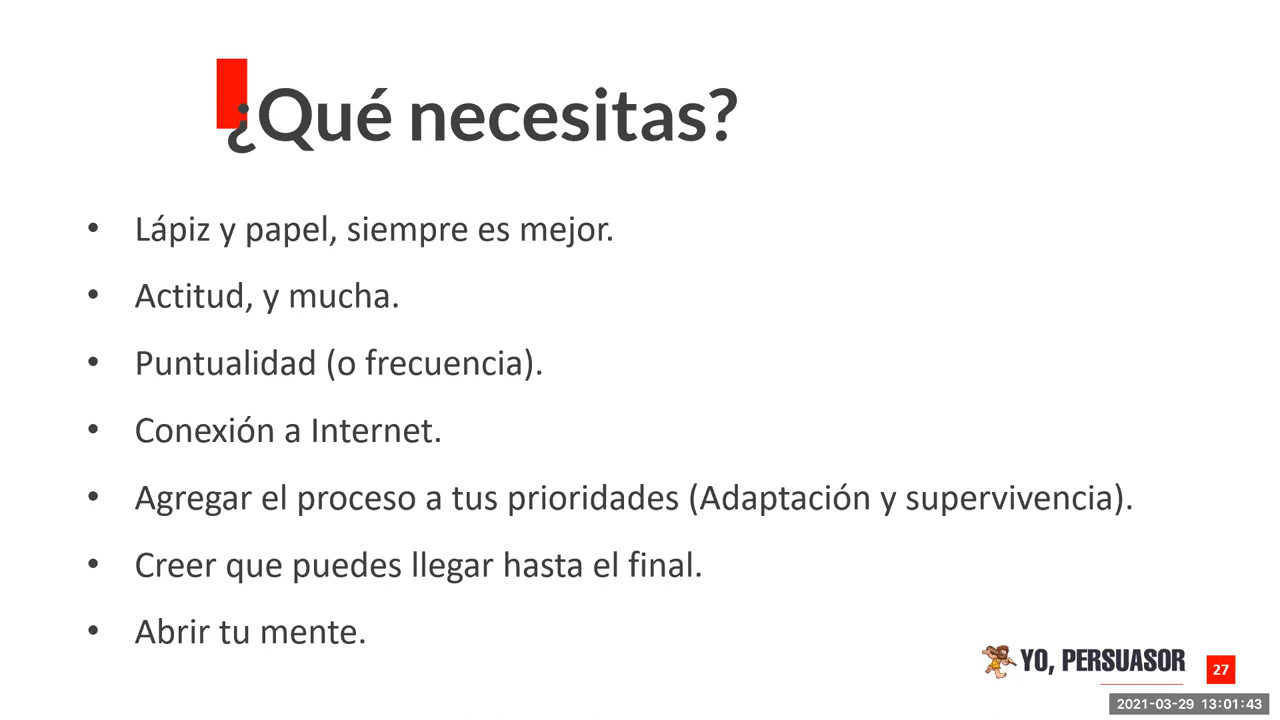 ¿Qué necesitas?
• Lápiz y papel, siempre es mejor.
• Actitud, y mucha.
• Puntualidad (o frecuencia).
• Conexión a Internet.
• Agregar el proceso a tus prioridades (Adaptación y supervivencia).
• Creer que puedes llegar hasta el final.
• Abrir tu mente.
YO, PERSUASOR
27
2021-03-29 13:01:43